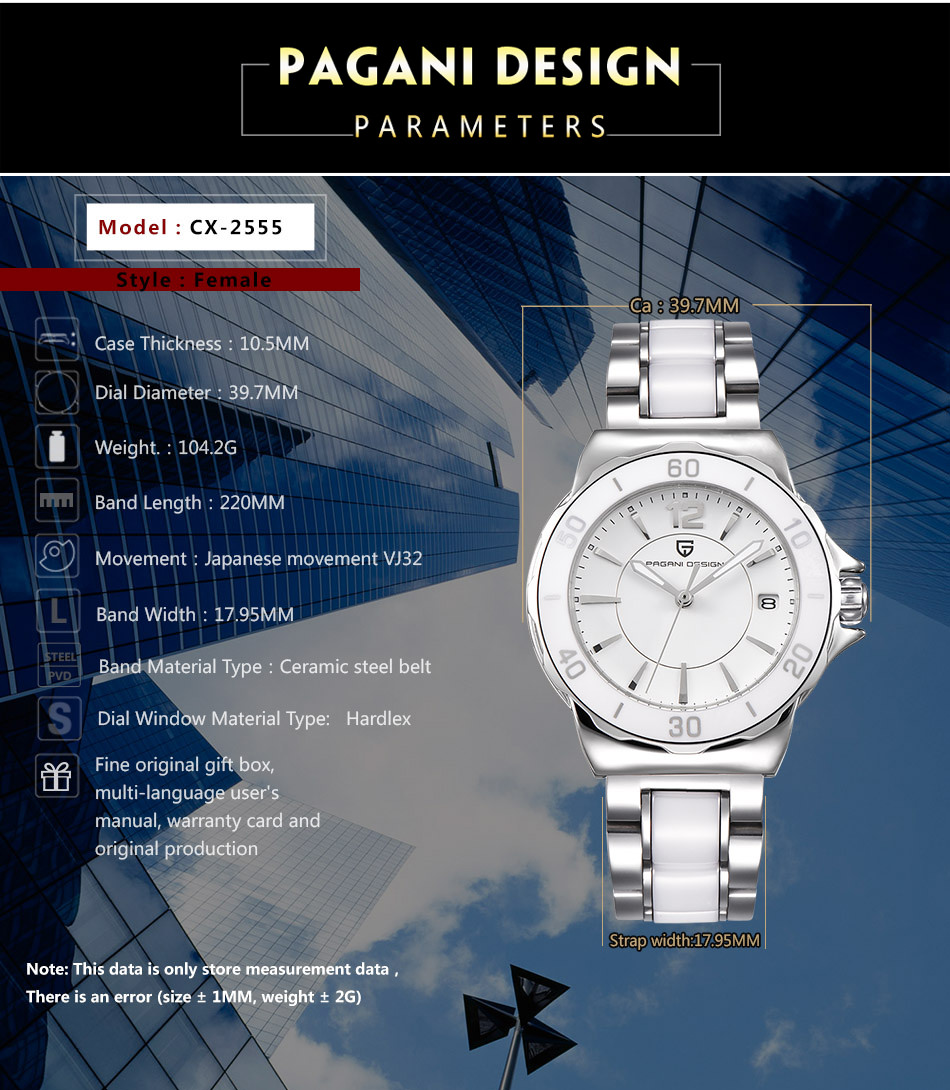 PAGANI DESIGN
PARAMETERS
Model : CX-2555
Style : Female
Ca : 39.7MM
Case Thickness : 10.5MM
Dial Diameter : 39.7MM
Weight. : 104.2G
Band Length : 220MM
Movement : Japanese movement VJ32
L
Band Width : 17.95MM
STEEL
PVD
Band Material Type : Ceramic steel belt
S
Dial Window Material Type: Hardlex
Fine original gift box,
multi-language user's
manual, warranty card and
original production
60
50
10
12
PAGANI DESIGN
8
40
20
30
Strap width:17.95MM
Note: This data is only store measurement data ,
There is an error (size ± 1MM, weight ± 2G)